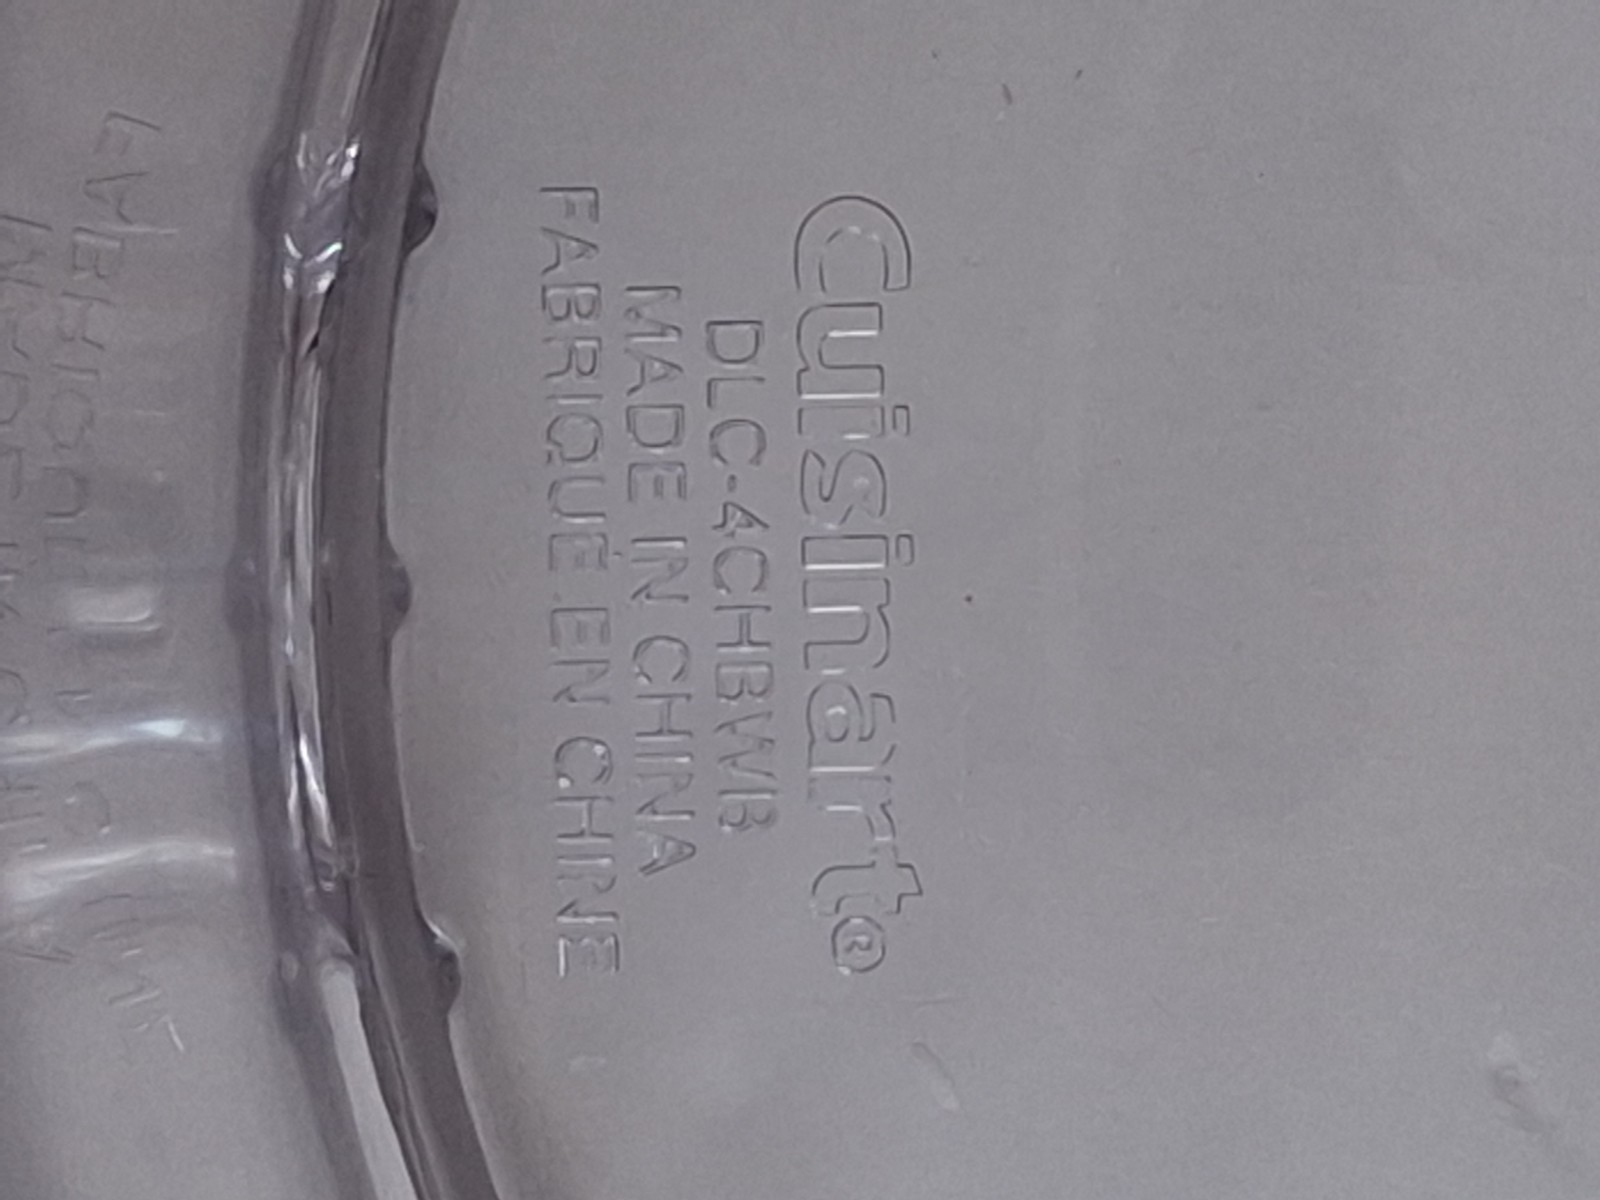 Cuisinart®
DLC-4CHBWB
MADE IN CHINA
FABRIQUÉ EN CHINE